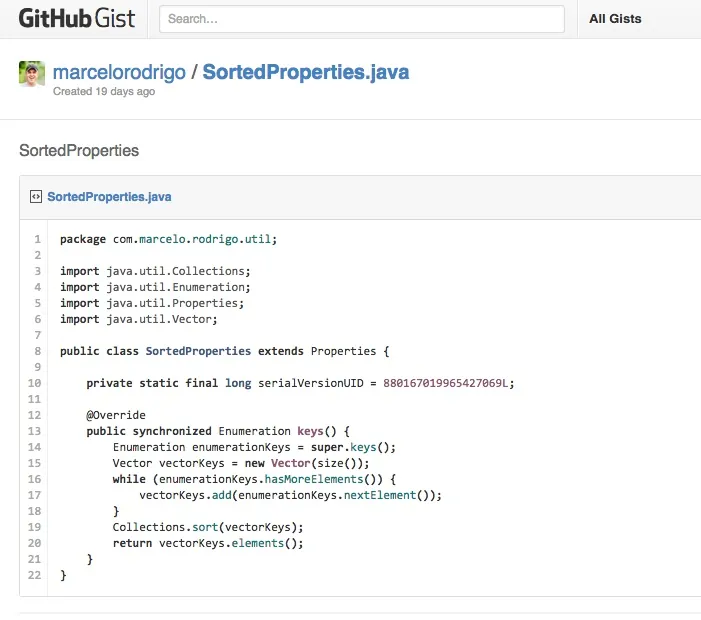 GitHub Gist Search... All Gists
marcelorodrigo / SortedProperties.java
Created 19 days ago
SortedProperties
SortedProperties.java
1 package com.marcelo.rodrigo.util;
2
3 import java.util.Collections;
4 import java.util.Enumeration;
5 import java.util.Properties;
6 import java.util.Vector;
7
8 public class SortedProperties extends Properties {
9
10 private static final long serialVersionUID = 880167019965427069L;
11
12 @Override
13 public synchronized Enumeration keys() {
14 Enumeration enumerationKeys = super.keys();
15 Vector vectorKeys = new Vector(size());
16 while (enumerationKeys.hasMoreElements()) {
17 vectorKeys.add(enumerationKeys.nextElement());
18 }
19 Collections.sort(vectorKeys);
20 return vectorKeys.elements();
21 }
22 }